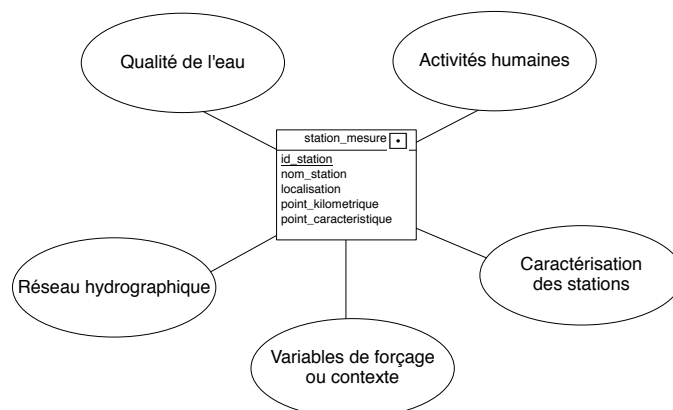 Qualité de l'eau
Activités humaines
station_mesure
id_station
nom_station
localisation
point_kilometrique
point_caracteristique
Réseau hydrographique
Caractérisation
des stations
Variables de forçage
ou contexte